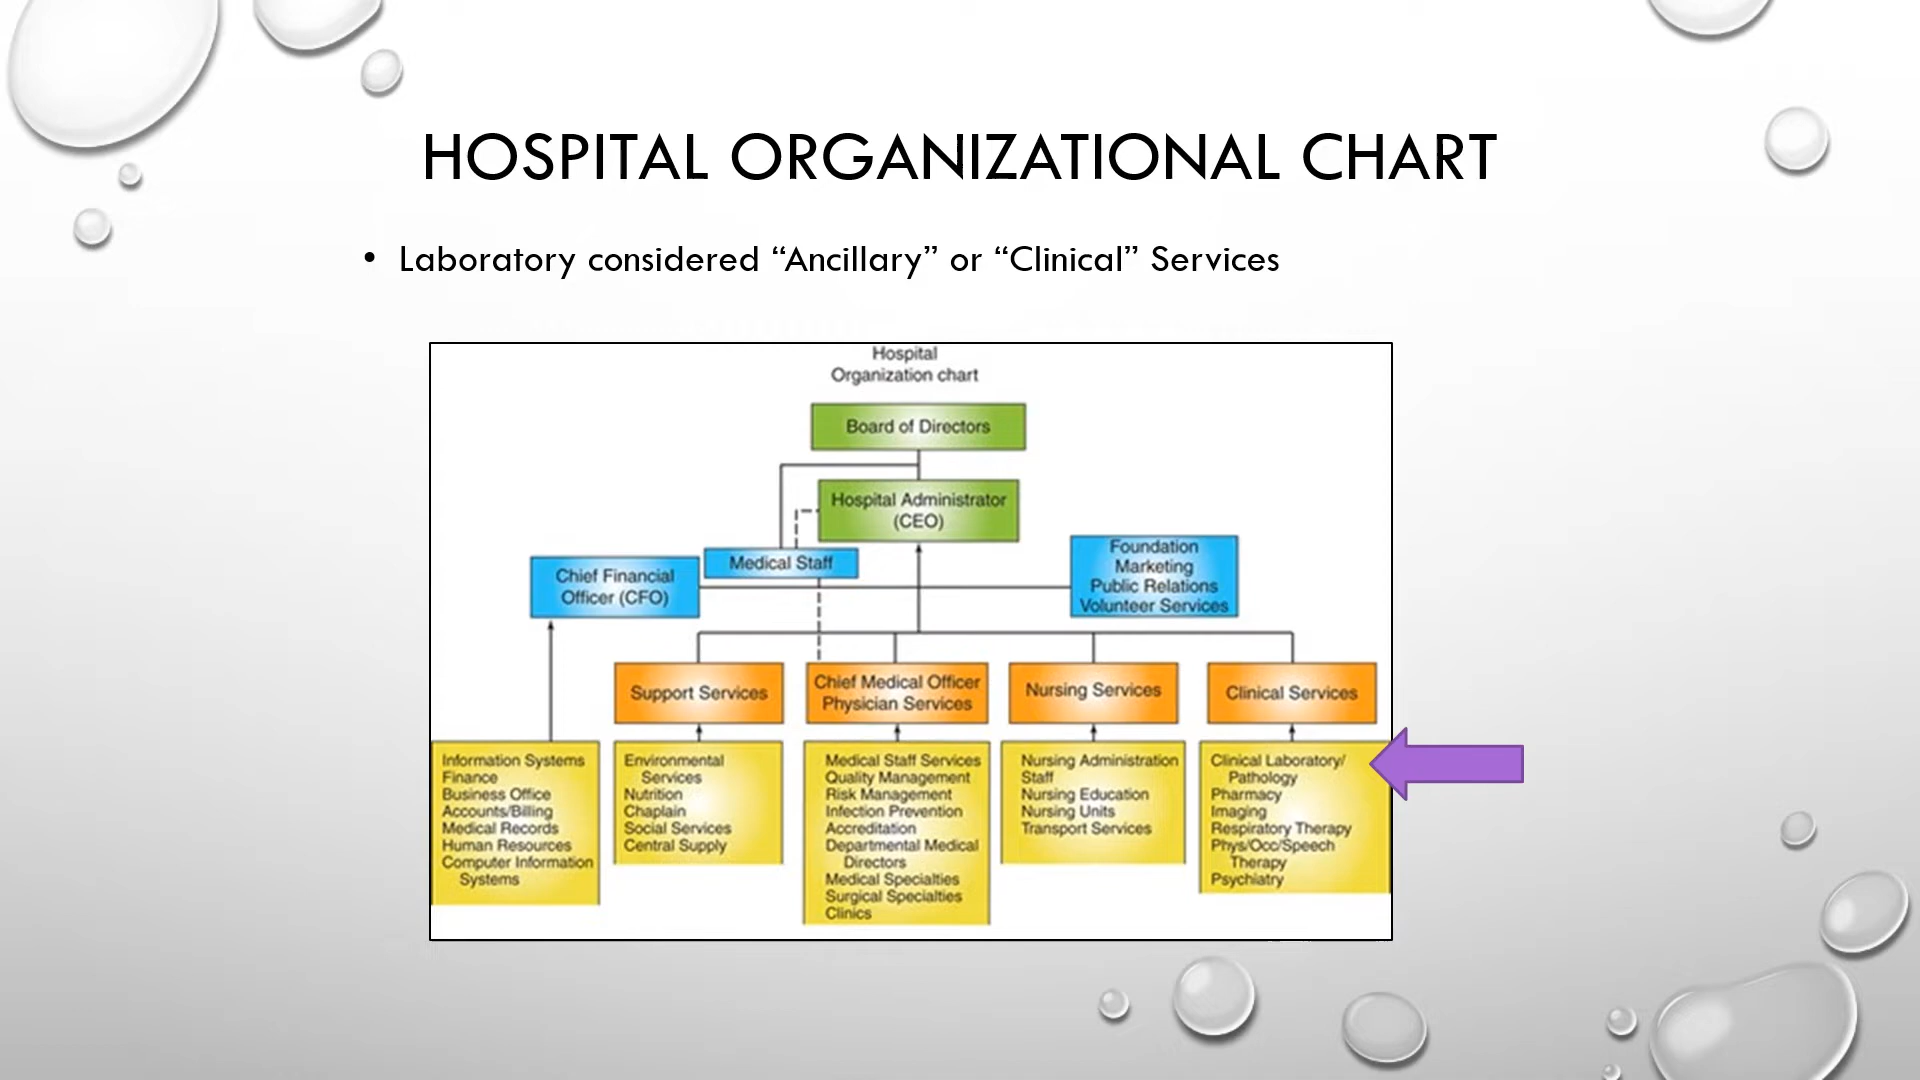 HOSPITAL ORGANIZATIONAL CHART
• Laboratory considered “Ancillary” or “Clinical” Services
Hospital
Organization chart
Board of Directors
Hospital Administrator
(CEO)
Medical Staff
Chief Financial
Officer (CFO)
Foundation
Marketing
Public Relations
Volunteer Services
Support Services
Chief Medical Officer
Physician Services
Nursing Services
Clinical Services
Information Systems
Finance
Business Office
Accounts/Billing
Medical Records
Human Resources
Computer Information
Systems
Environmental
Services
Nutrition
Chaplain
Social Services
Central Supply
Medical Staff Services
Quality Management
Risk Management
Infection Prevention
Accreditation
Departmental Medical
Directors
Medical Specialties
Surgical Specialties
Clinics
Nursing Administration
Staff
Nursing Education
Nursing Units
Transport Services
Clinical Laboratory/
Pathology
Pharmacy
Imaging
Respiratory Therapy
Phys/Occ/Speech
Therapy
Psychiatry